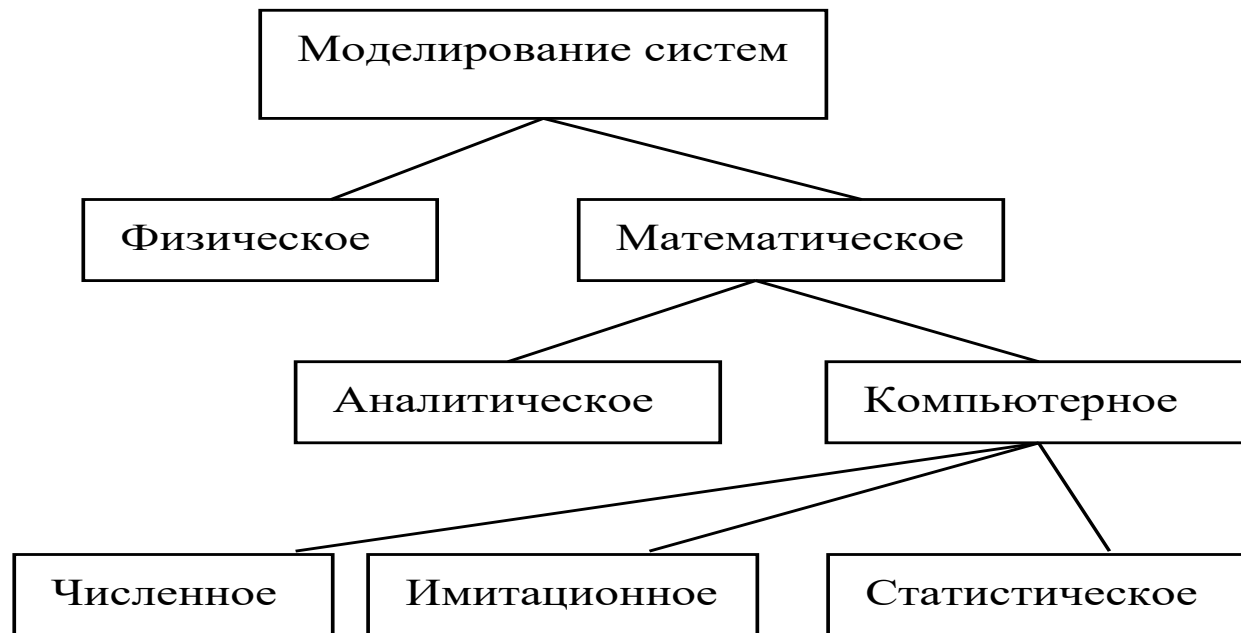 Моделирование систем
Физическое
Математическое
Аналитическое
Компьютерное
Численное
Имитационное
Статистическое